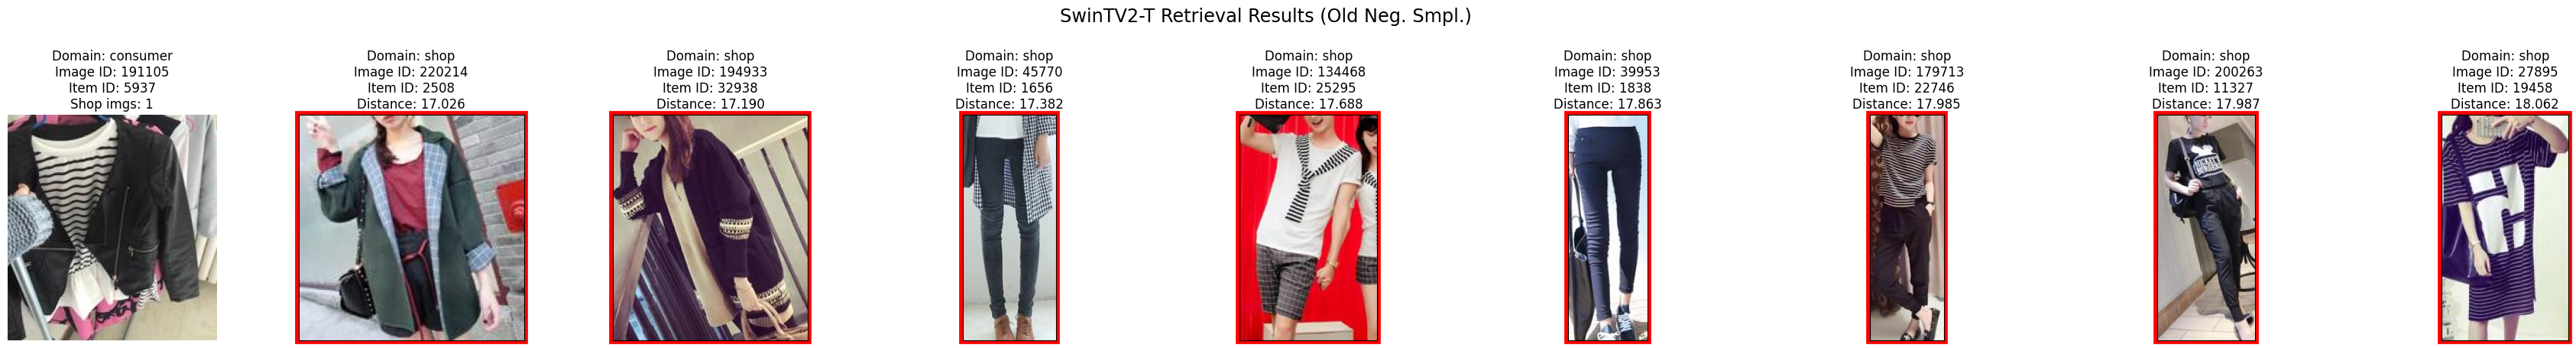 SwinTV2-T Retrieval Results (Old Neg. Smpl.)
Domain: consumer
Image ID: 191105
Item ID: 5937
Shop imgs: 1
Domain: shop
Image ID: 220214
Item ID: 2508
Distance: 17.026
Domain: shop
Image ID: 194933
Item ID: 32938
Distance: 17.190
Domain: shop
Image ID: 45770
Item ID: 1656
Distance: 17.382
Domain: shop
Image ID: 134468
Item ID: 25295
Distance: 17.688
Domain: shop
Image ID: 39953
Item ID: 1838
Distance: 17.863
Domain: shop
Image ID: 179713
Item ID: 22746
Distance: 17.985
Domain: shop
Image ID: 200263
Item ID: 11327
Distance: 17.987
Domain: shop
Image ID: 27895
Item ID: 19458
Distance: 18.062